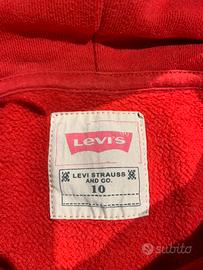 Levi's
LEVI STRAUSS
AND CO.
10
subito